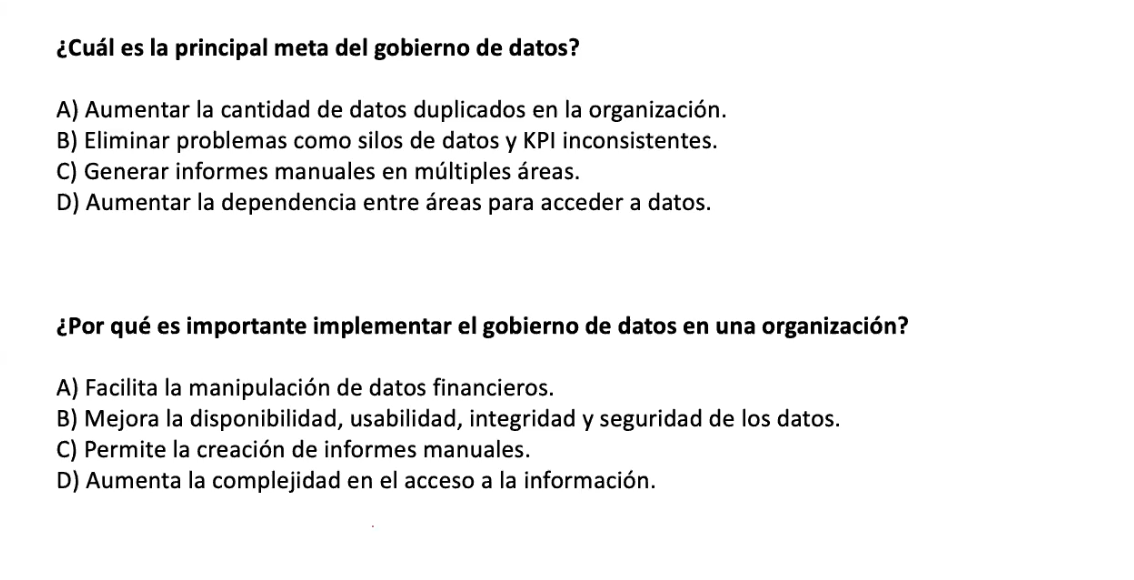 ¿Cuál es la principal meta del gobierno de datos?
A) Aumentar la cantidad de datos duplicados en la organización.
B) Eliminar problemas como silos de datos y KPI inconsistentes.
C) Generar informes manuales en múltiples áreas.
D) Aumentar la dependencia entre áreas para acceder a datos.
¿Por qué es importante implementar el gobierno de datos en una organización?
A) Facilita la manipulación de datos financieros.
B) Mejora la disponibilidad, usabilidad, integridad y seguridad de los datos.
C) Permite la creación de informes manuales.
D) Aumenta la complejidad en el acceso a la información.